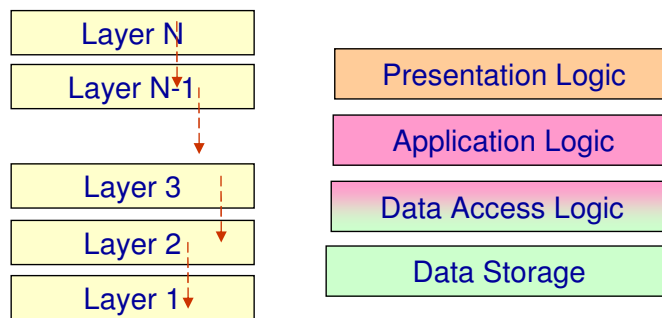 Layer N
Layer N-1
Layer 3
Layer 2
Layer 1
Presentation Logic
Application Logic
Data Access Logic
Data Storage